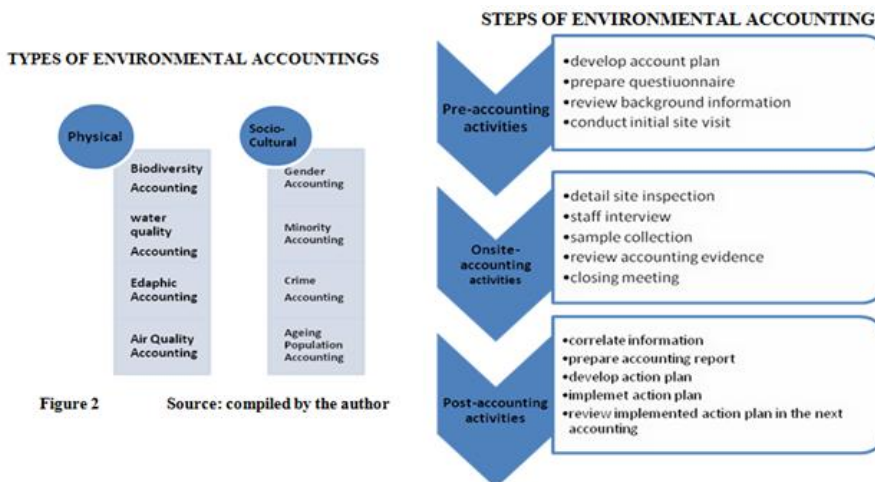 TYPES OF ENVIRONMENTAL ACCOUNTINGS
Physical
Biodiversity
Accounting
water
quality
Accounting
Edaphic
Accounting
Air Quality
Accounting
Socio-
Cultural
Gender
Accounting
Minority
Accounting
Crime
Accounting
Ageing
Population
Accounting
Figure 2 Source: compiled by the author
STEPS OF ENVIRONMENTAL ACCOUNTING
Pre-accounting
activities
•develop account plan
•prepare questiuonnaire
•review background information
•conduct initial site visit
Onsite-
accounting
activities
•detail site inspection
•staff interview
•sample collection
•review accounting evidence
•closing meeting
Post-accounting
activities
•correlate information
•prepare accounting report
•develop action plan
•implemet action plan
•review implemented action plan in the next
accounting